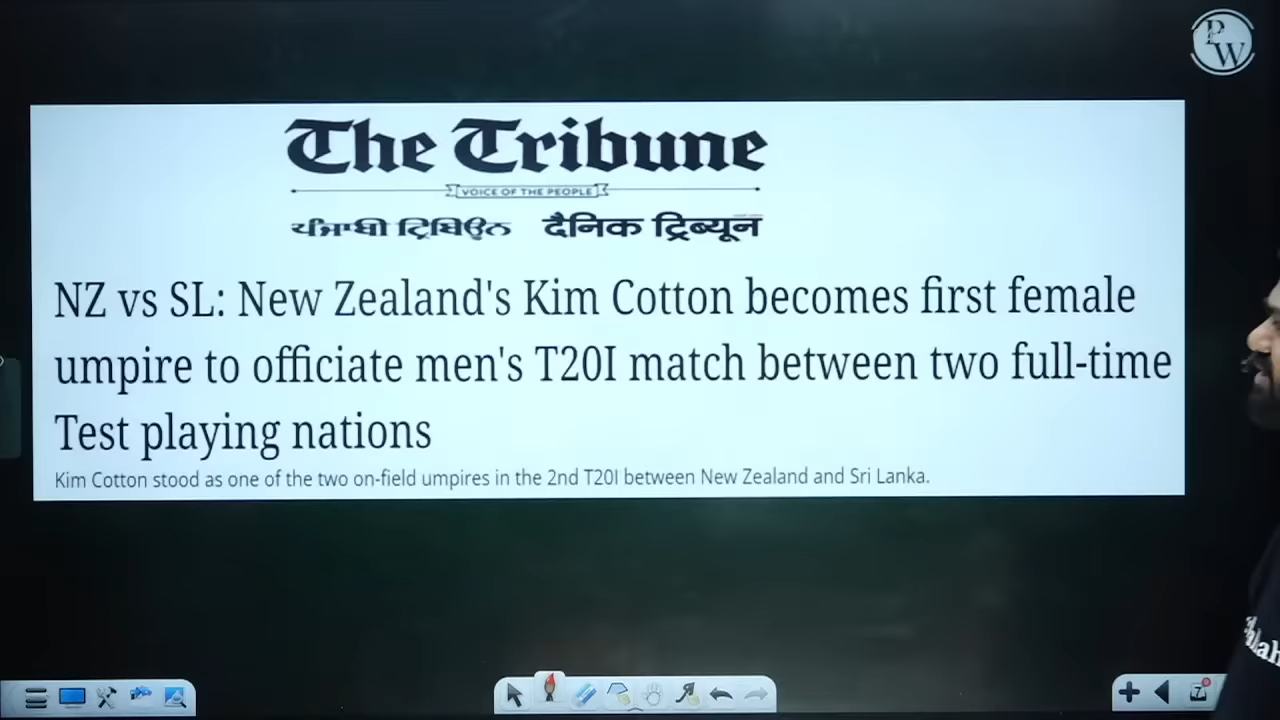 PW
The Tribune
VOICE OF THE PEOPLE
ਪੰਜਾਬੀ ਟ੍ਰਿਬਿਊਨ दैनिक ट्रिब्यून
NZ vs SL: New Zealand's Kim Cotton becomes first female
umpire to officiate men's T20I match between two full-time
Test playing nations
Kim Cotton stood as one of the two on-field umpires in the 2nd T20I between New Zealand and Sri Lanka.
7